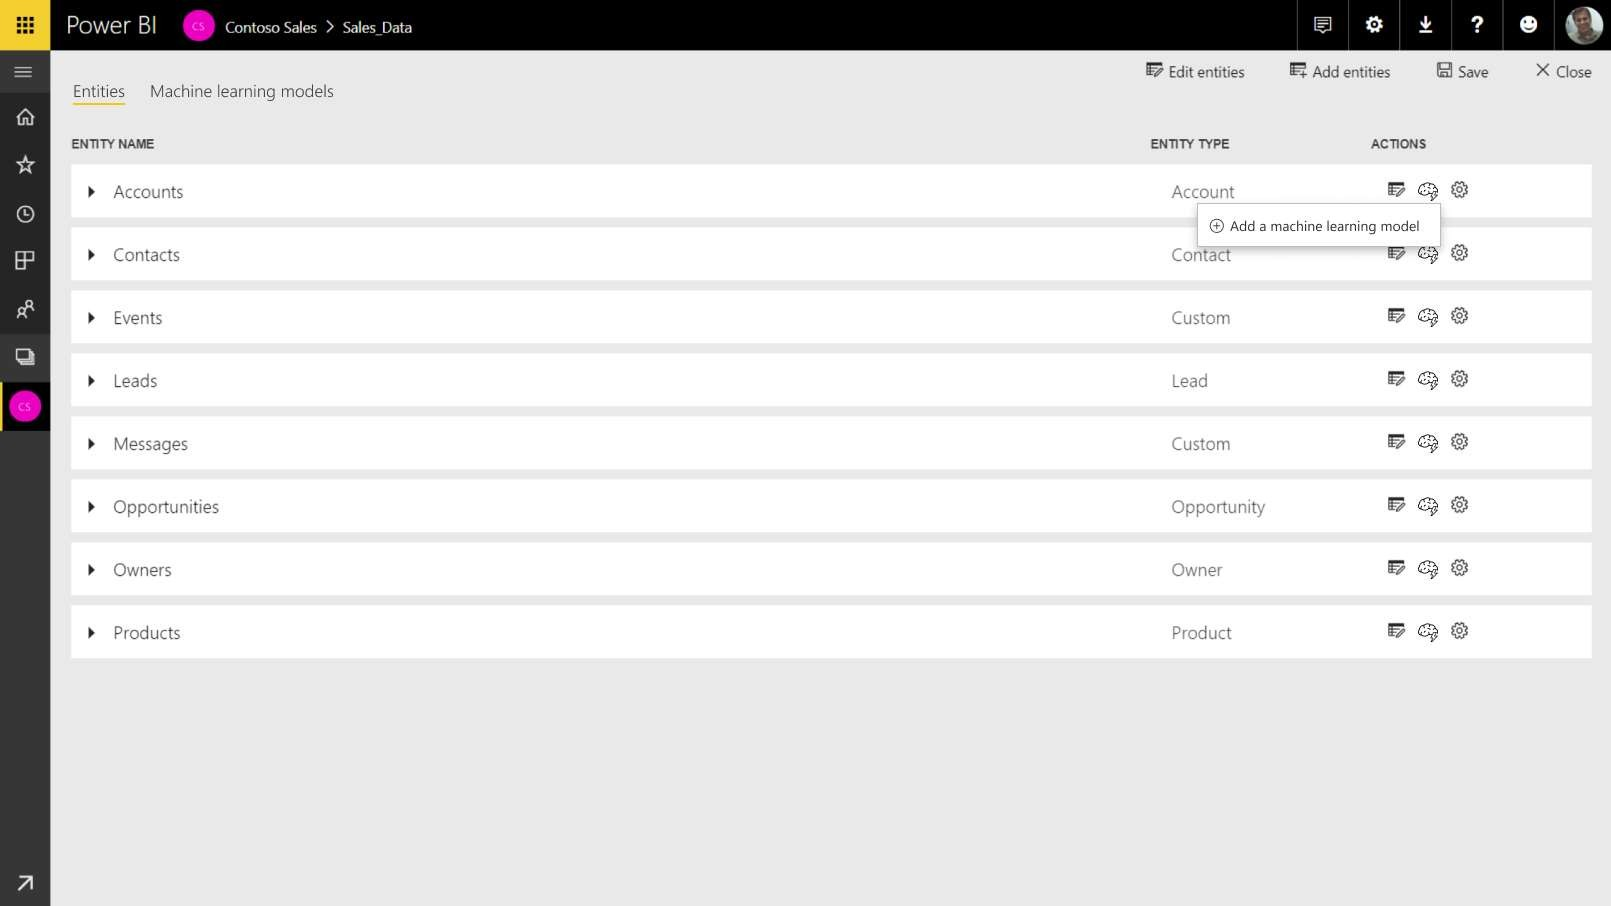 Power BI CS Contoso Sales > Sales_Data ?
Edit entities Add entities Save Close
Entities Machine learning models
ENTITY NAME ENTITY TYPE ACTIONS
Accounts Account
Add a machine learning model
Contacts Contact
Events Custom
Leads Lead
CS
Messages Custom
Opportunities Opportunity
Owners Owner
Products Product